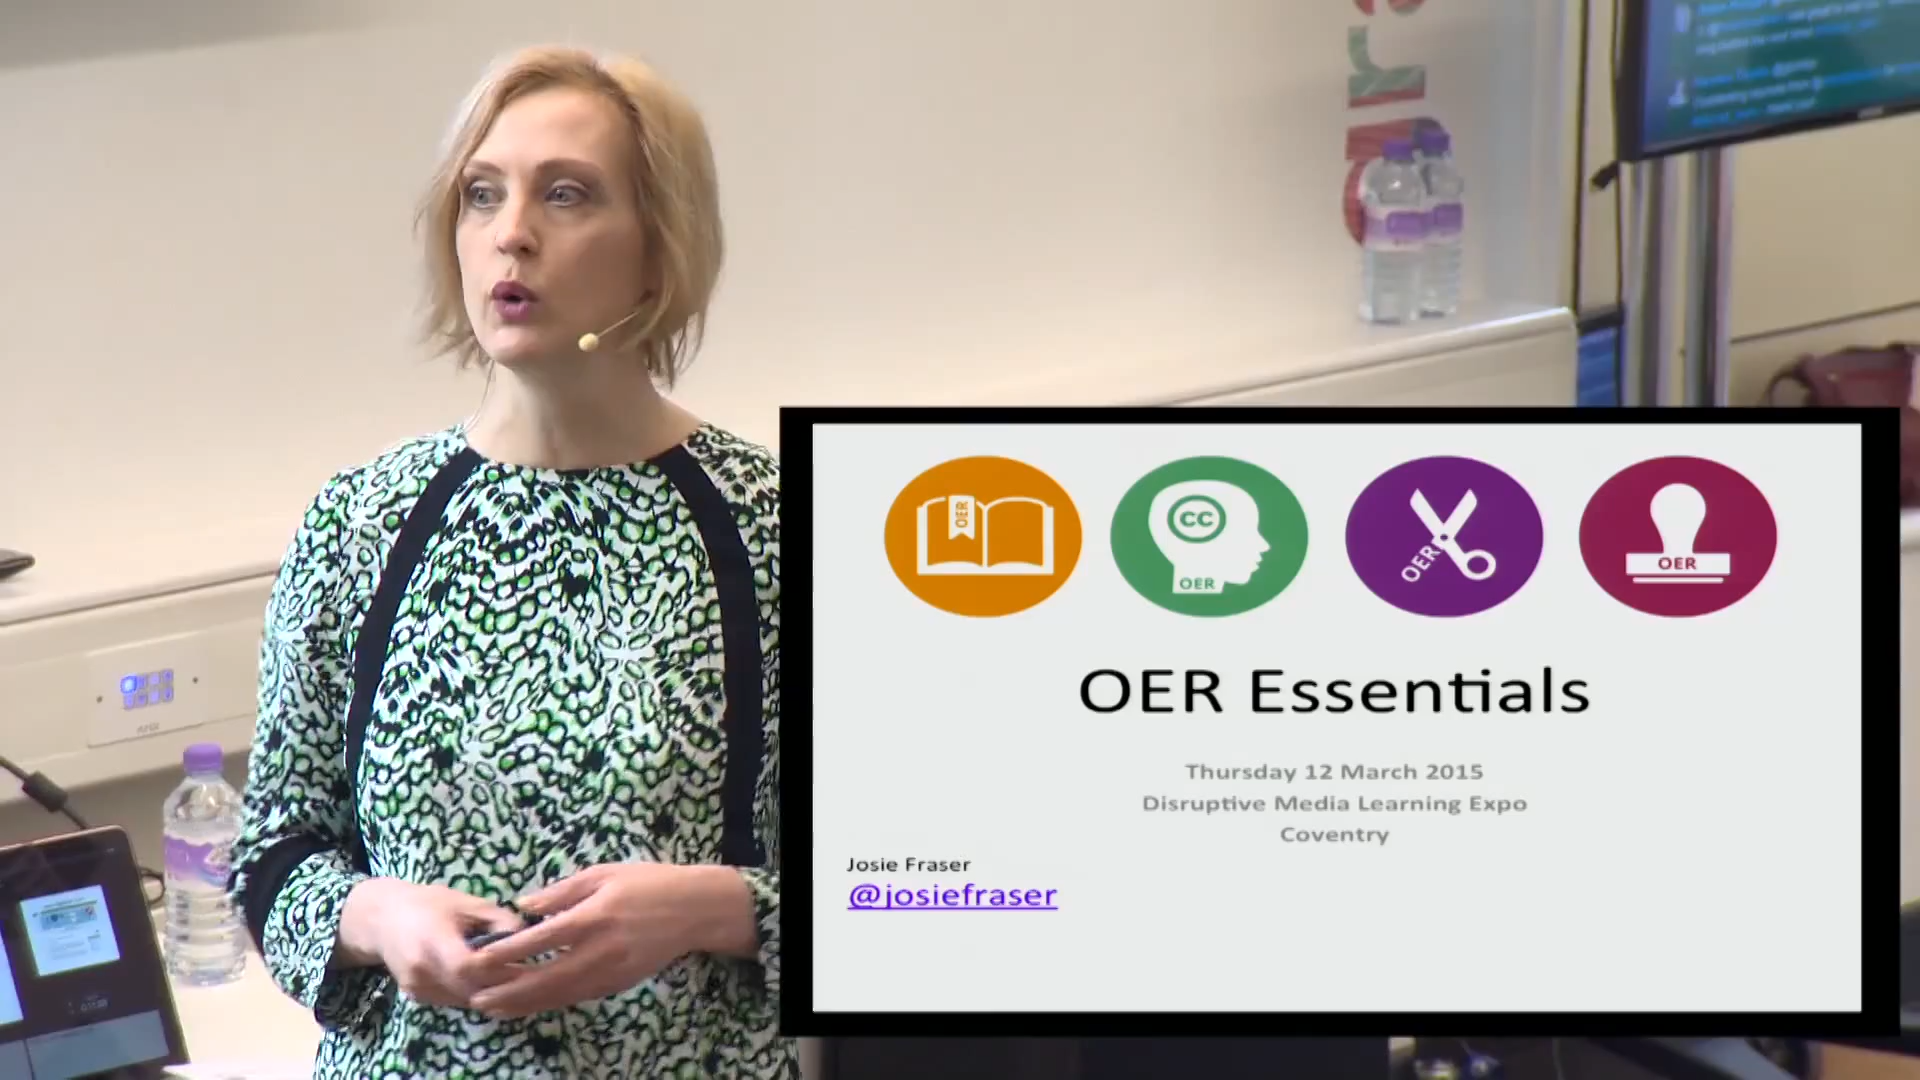 OER
CC
OER
OER
OER
OER Essentials
Thursday 12 March 2015
Disruptive Media Learning Expo
Coventry
Josie Fraser
@josiefraser